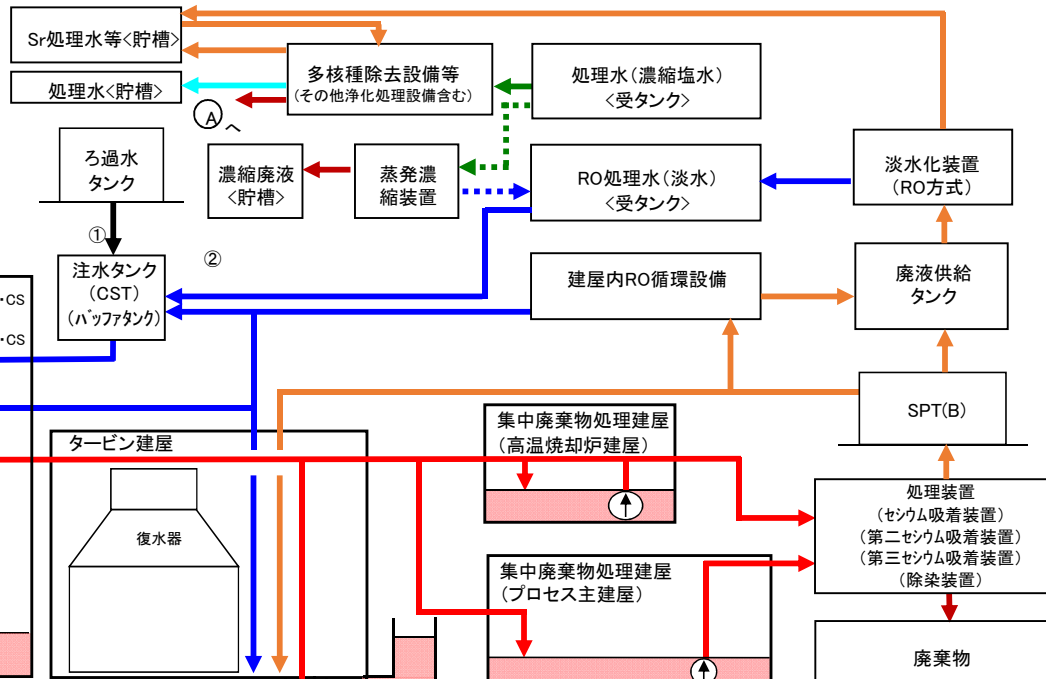 Sr処理水等<貯槽>
処理水<貯槽>
多核種除去設備等
(その他浄化処理設備含む)
処理水(濃縮塩水)
<受タンク>
A
へ
ろ過水
タンク
濃縮廃液
<貯槽>
蒸発濃
縮装置
RO処理水(淡水)
<受タンク>
淡水化装置
(RO方式)
①
②
注水タンク
(CST)
(バッファタンク)
建屋内RO循環設備
廃液供給
タンク
・CS
・CS
SPT(B)
タービン建屋
復水器
集中廃棄物処理建屋
(高温焼却炉建屋)
処理装置
(セシウム吸着装置)
(第二セシウム吸着装置)
(第三セシウム吸着装置)
(除染装置)
集中廃棄物処理建屋
(プロセス主建屋)
廃棄物